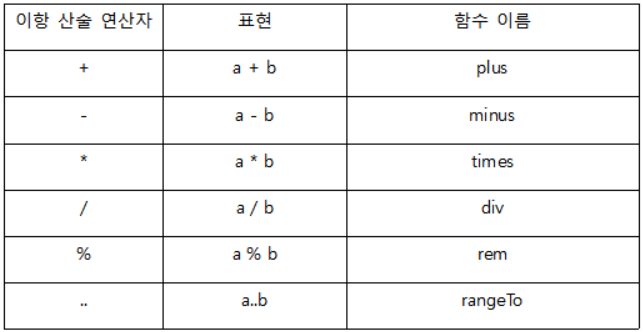 이항 산술 연산자 표현 함수 이름
+ a + b plus
- a - b minus
* a * b times
/ a / b div
% a % b rem
.. a..b rangeTo